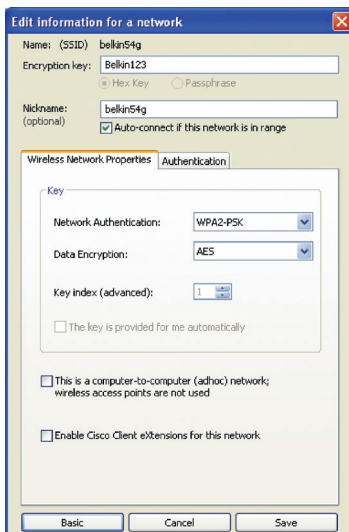 Edit information for a network
Name: (SSID) belkin54g
Encryption key: Belkin123
Hex Key Passphrase
Nickname: belkin54g
(optional)
Auto-connect if this network is in range
Wireless Network Properties Authentication
Key
Network Authentication: WPA2-PSK
Data Encryption: AES
Key index (advanced): 1
The key is provided for me automatically
This is a computer-to-computer (adhoc) network;
wireless access points are not used
Enable Cisco Client eXtensions for this network
Basic Cancel Save